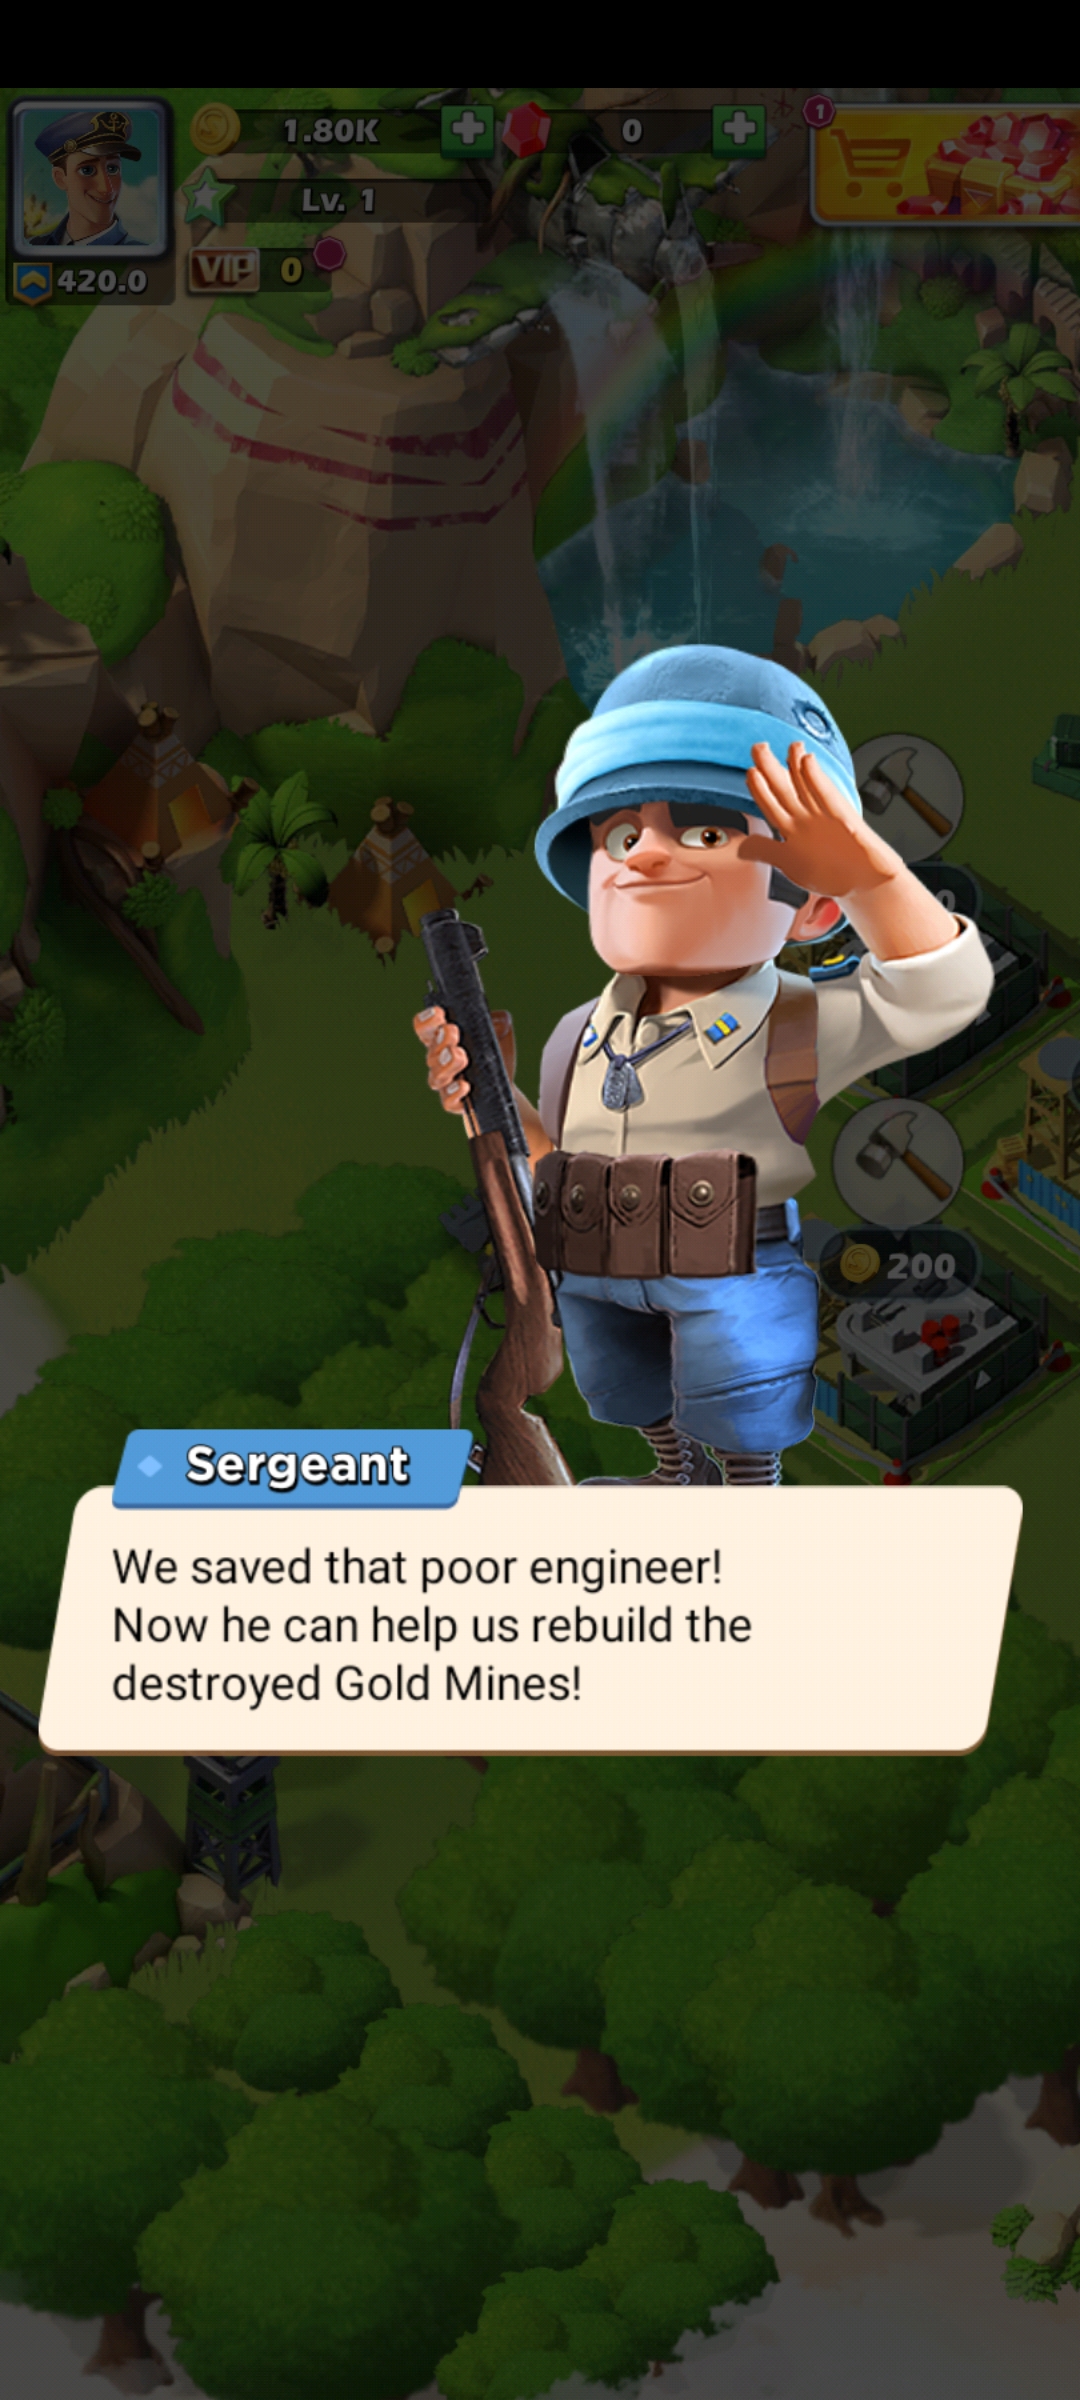 1.80K
0
1
Lv. 1
VIP 0
420.0
200
Sergeant
We saved that poor engineer!
Now he can help us rebuild the
destroyed Gold Mines!